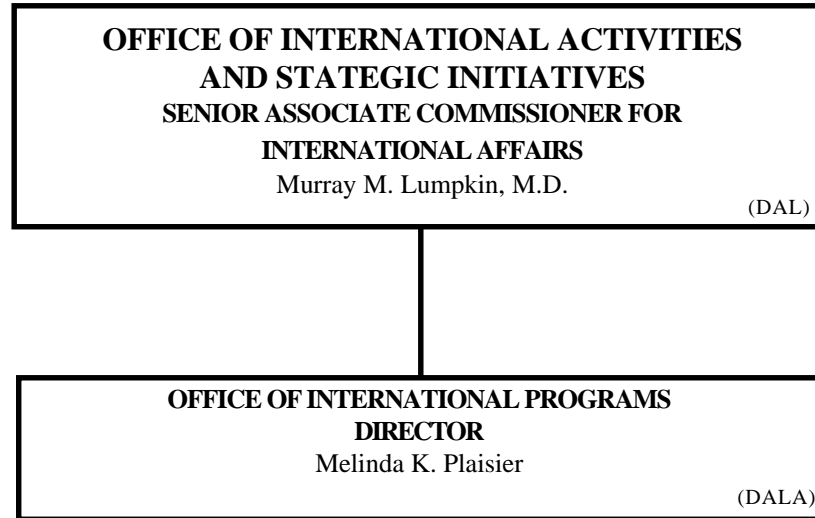 OFFICE OF INTERNATIONAL ACTIVITIES
AND STATEGIC INITIATIVES
SENIOR ASSOCIATE COMMISSIONER FOR
INTERNATIONAL AFFAIRS
Murray M. Lumpkin, M.D.
(DAL)
OFFICE OF INTERNATIONAL PROGRAMS
DIRECTOR
Melinda K. Plaisier
(DALA)